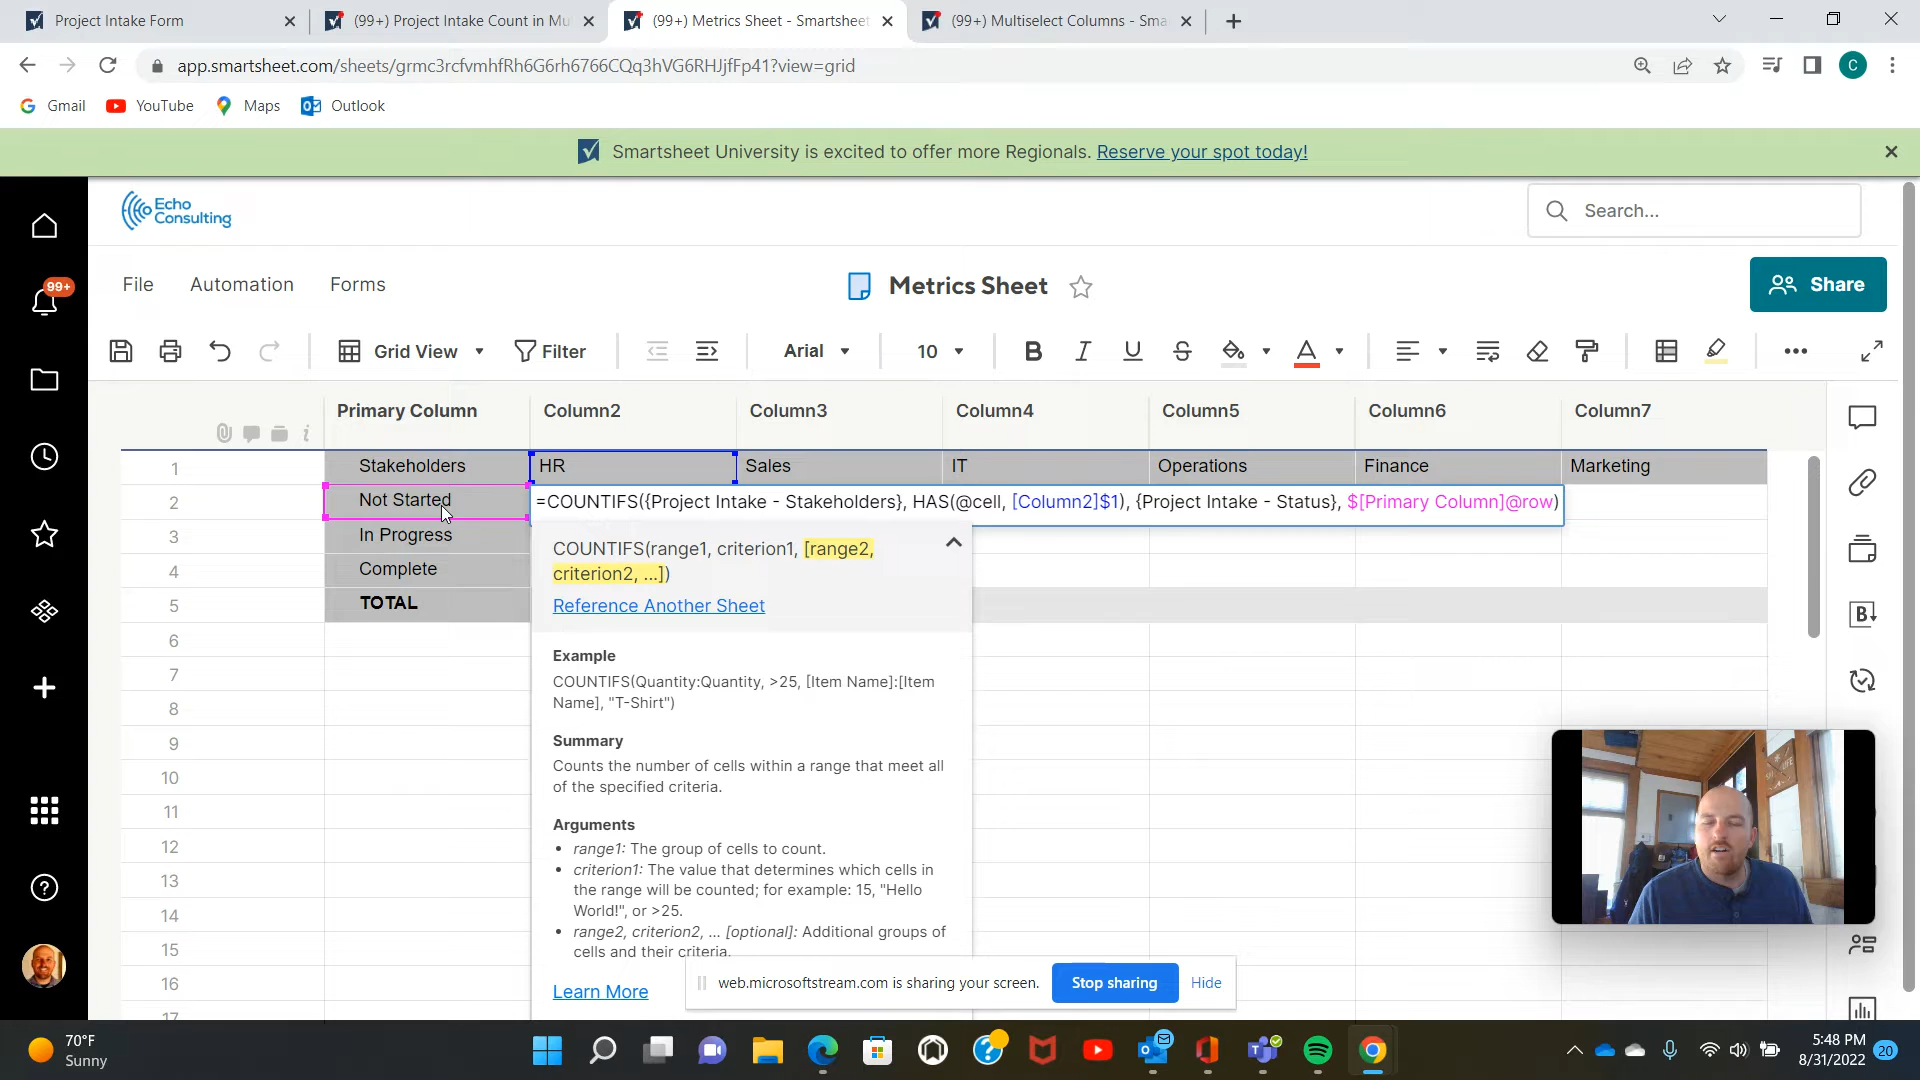 Project Intake Form
(99+) Project Intake Count in Mu
(99+) Metrics Sheet - Smartsheet
(99+) Multiselect Columns - Sma
app.smartsheet.com/sheets/grmc3rcfvmhfRh6G6rh6766CQq3hVG6RHJjfFp41?view=grid
C
Gmail
YouTube
Maps
Outlook
Smartsheet University is excited to offer more Regionals. Reserve your spot today!
Echo
Consulting
Search...
99+
File
Automation
Forms
Metrics Sheet
Share
Grid View
Filter
Arial
10
B
I
U
S
A
Primary Column
Column2
Column3
Column4
Column5
Column6
Column7
1
Stakeholders
HR
Sales
IT
Operations
Finance
Marketing
2
Not Started
=COUNTIFS({Project Intake - Stakeholders}, HAS(@cell, [Column2]$1), {Project Intake - Status}, $[Primary Column]@row)
3
In Progress
4
Complete
5
TOTAL
COUNTIFS(range1, criterion1, [range2,
criterion2, ...])
Reference Another Sheet
Example
COUNTIFS(Quantity:Quantity, >25, [Item Name]:[Item
Name], "T-Shirt")
Summary
Counts the number of cells within a range that meet all
of the specified criteria.
Arguments
• range1: The group of cells to count.
• criterion1: The value that determines which cells in
the range will be counted; for example: 15, "Hello
World!", or >25.
• range2, criterion2, ... [optional]: Additional groups of
cells and their criteria.
Learn More
6
7
8
9
10
11
12
13
14
15
16
17
web.microsoftstream.com is sharing your screen.
Stop sharing
Hide
70°F
Sunny
5:48 PM
8/31/2022
20